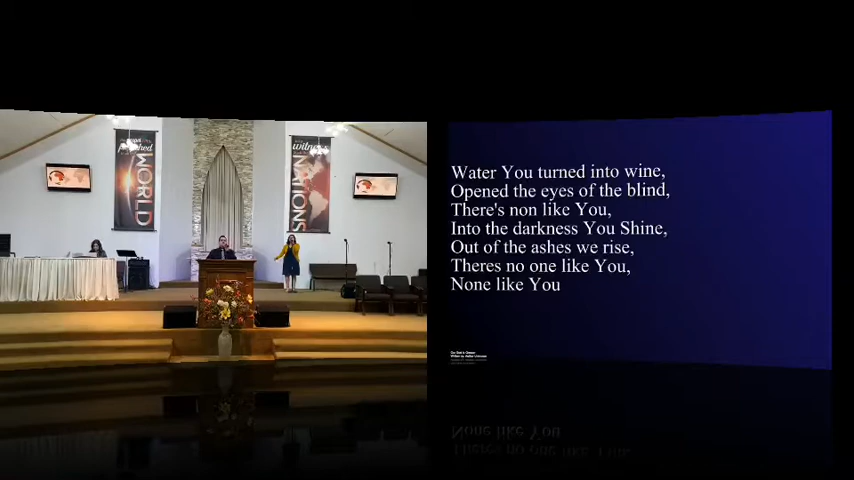 WORLD
witness
NATIONS
Water You turned into wine,
Opened the eyes of the blind,
There's non like You,
Into the darkness You Shine,
Out of the ashes we rise,
Theres no one like You,
None like You